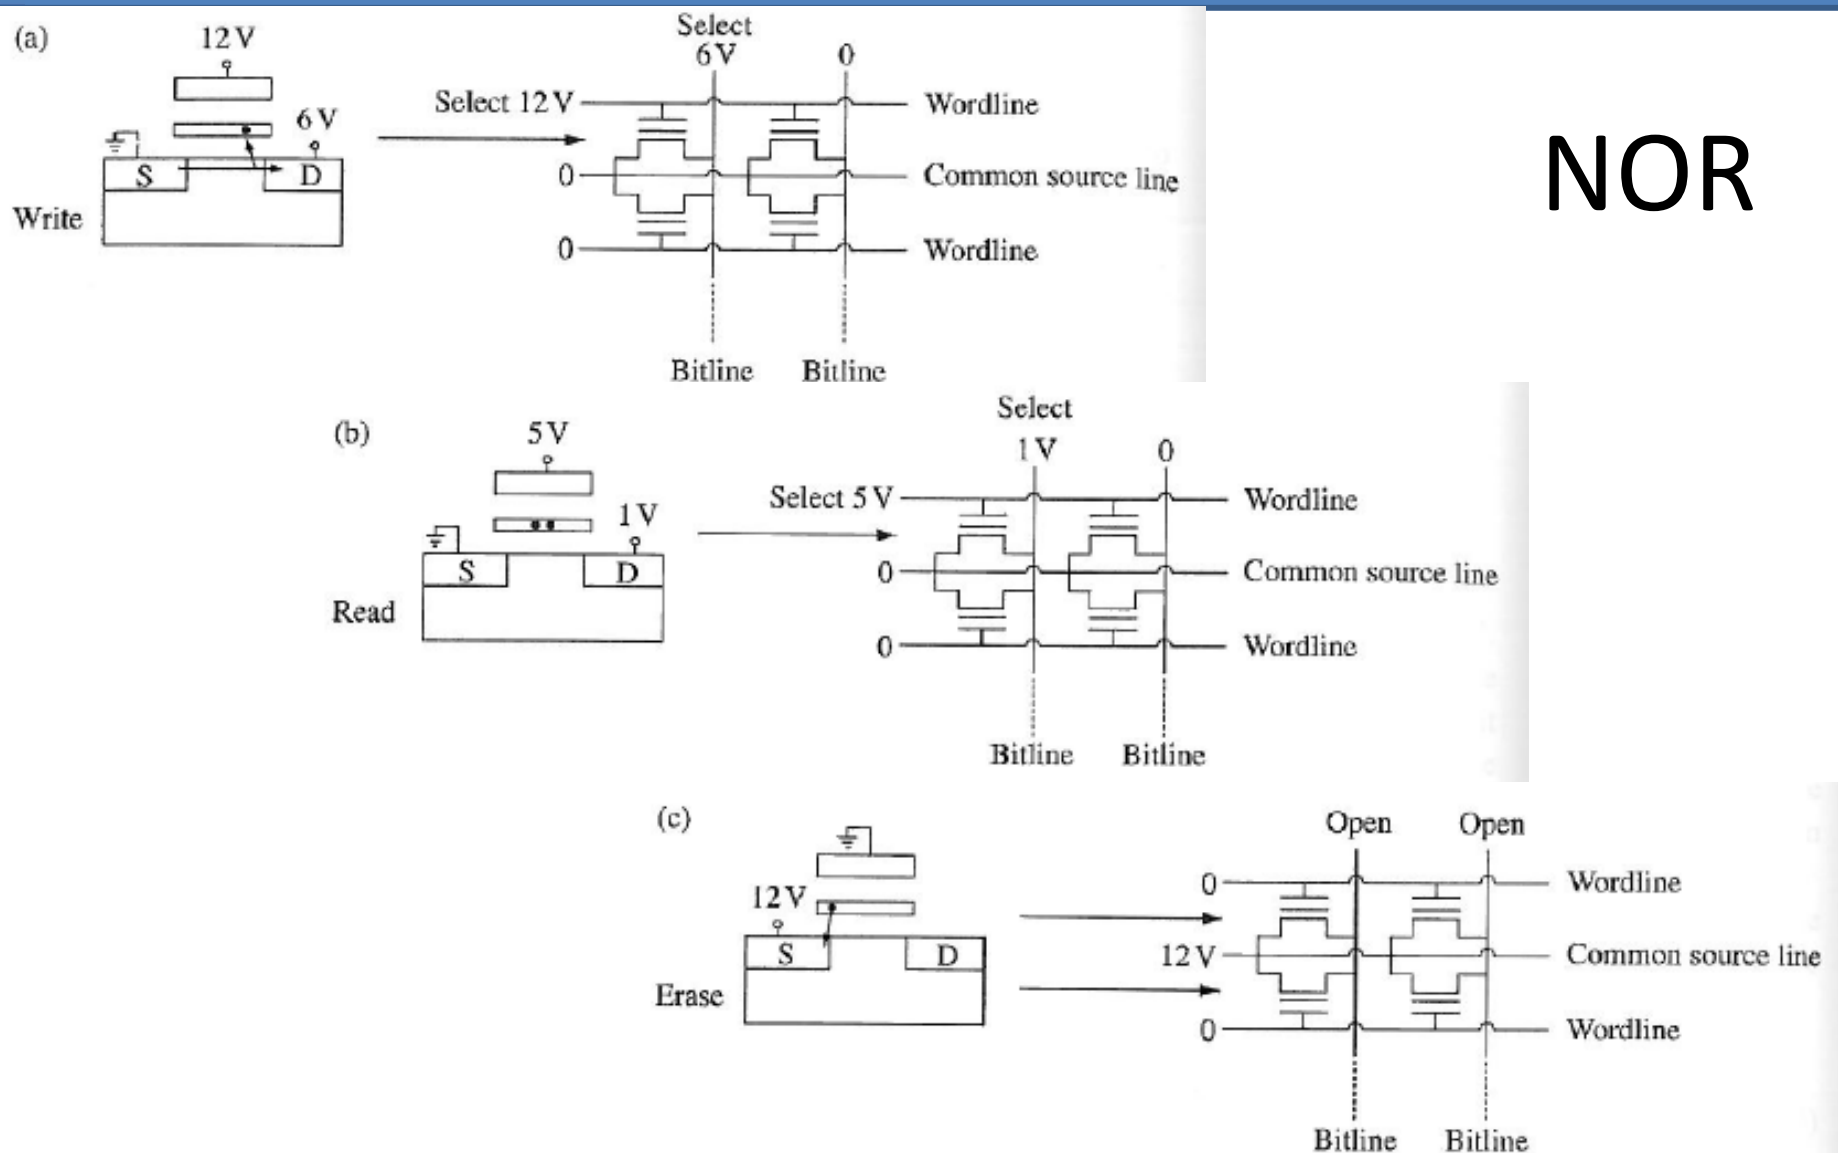 NOR
(a)
12 V
6 V
S
D
Write
Select
6 V
0
Select 12 V
Wordline
0
Common source line
0
Wordline
Bitline
Bitline
(b)
5 V
1 V
S
D
Read
Select
1 V
0
Select 5 V
Wordline
0
Common source line
0
Wordline
Bitline
Bitline
(c)
12 V
S
D
Erase
Open
Open
0
Wordline
12 V
Common source line
0
Wordline
Bitline
Bitline